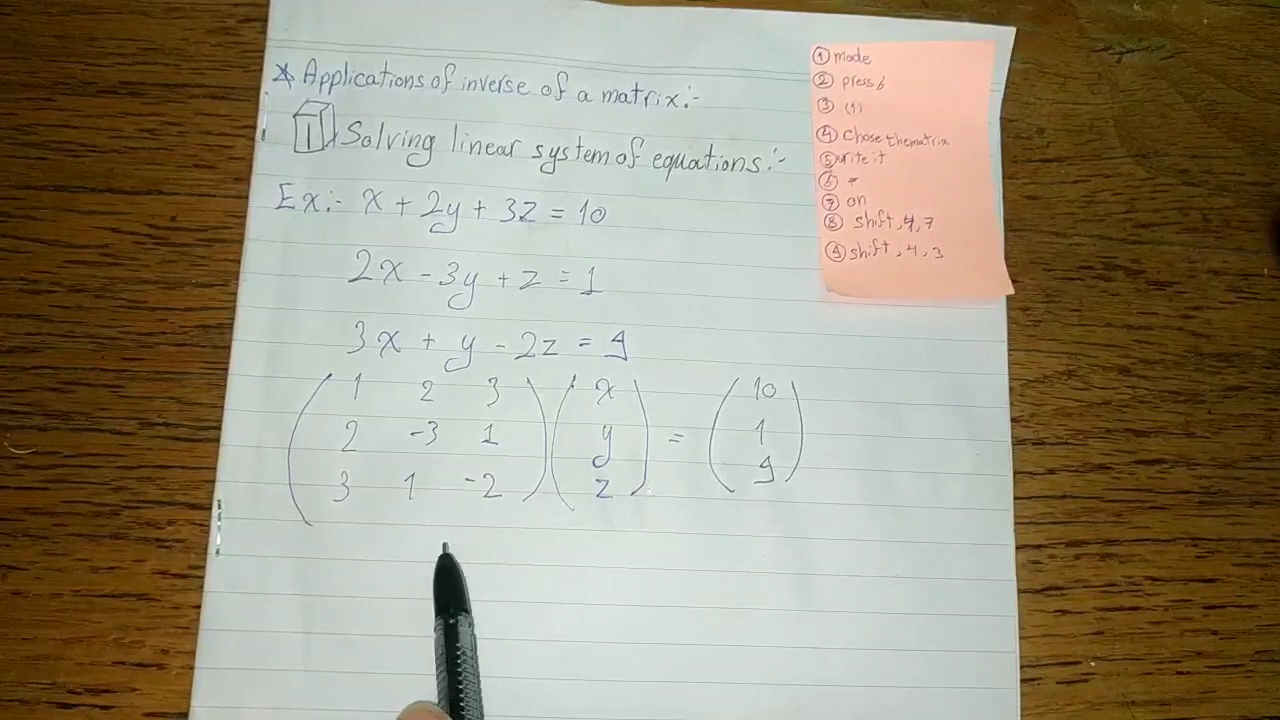 * Applications of inverse of a matrix:-
1 Solving linear system of equations:-
Ex:- x + 2y + 3z = 10
2x - 3y + z = 1
3x + y - 2z = 9
( 1 2 3 ) ( x ) = ( 10 )
2 -3 1 y 1
3 1 -2 z 9
① mode
② press 6
③ (1)
④ chose the matrix
⑤ write it
⑥ =
⑦ on
⑧ shift, 4, 7
⑨ shift, 4, 3